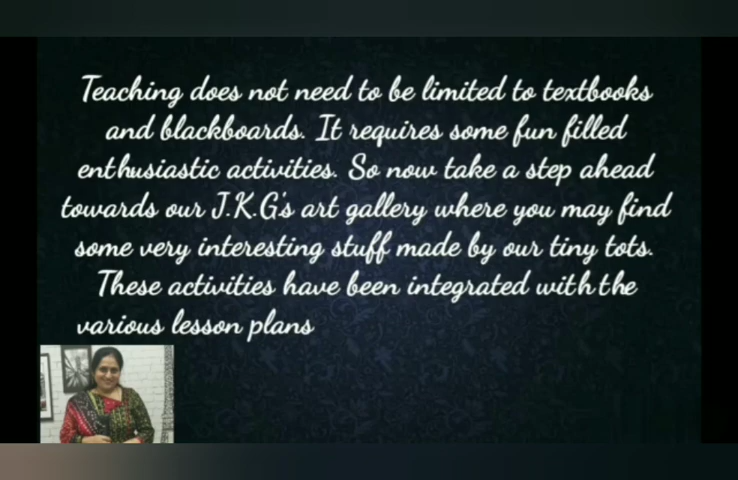 Teaching does not need to be limited to textbooks
and blackboards. It requires some fun filled
enthusiastic activities. So now take a step ahead
towards our J.K.G's art gallery where you may find
some very interesting stuff made by our tiny tots.
These activities have been integrated with the
various lesson plans